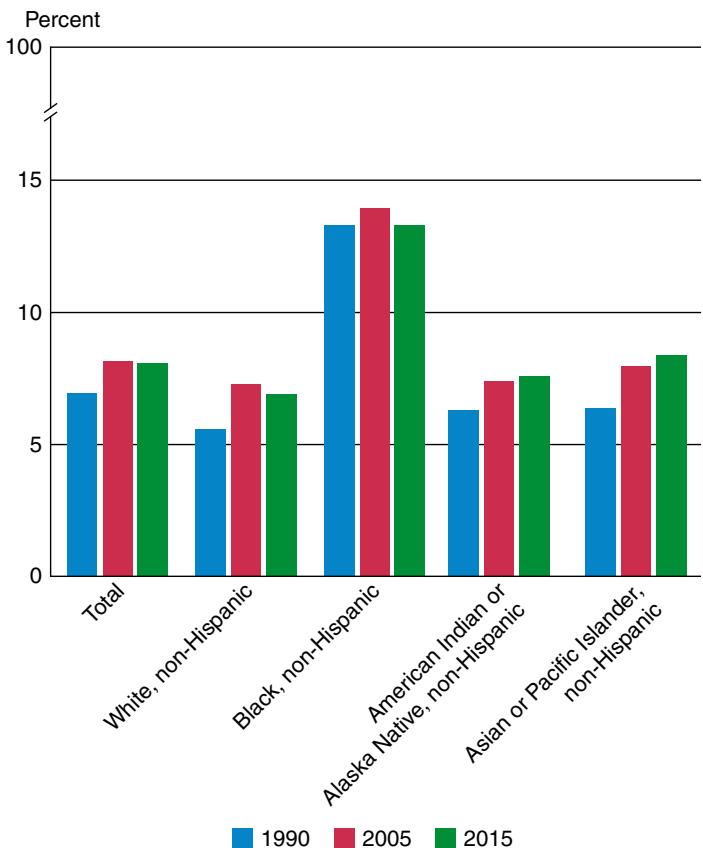 Percent
100
15
10
5
0
Total
White, non-Hispanic
Black, non-Hispanic
American Indian or
Alaska Native, non-Hispanic
Asian or Pacific Islander,
non-Hispanic
1990 2005 2015